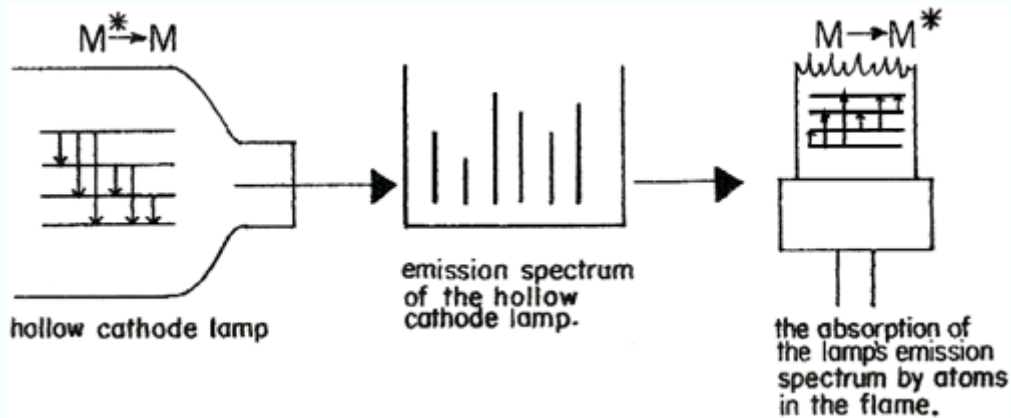 M*→M
M→M*
hollow cathode lamp
emission spectrum
of the hollow
cathode lamp.
the absorption of
the lamp's emission
spectrum by atoms
in the flame.